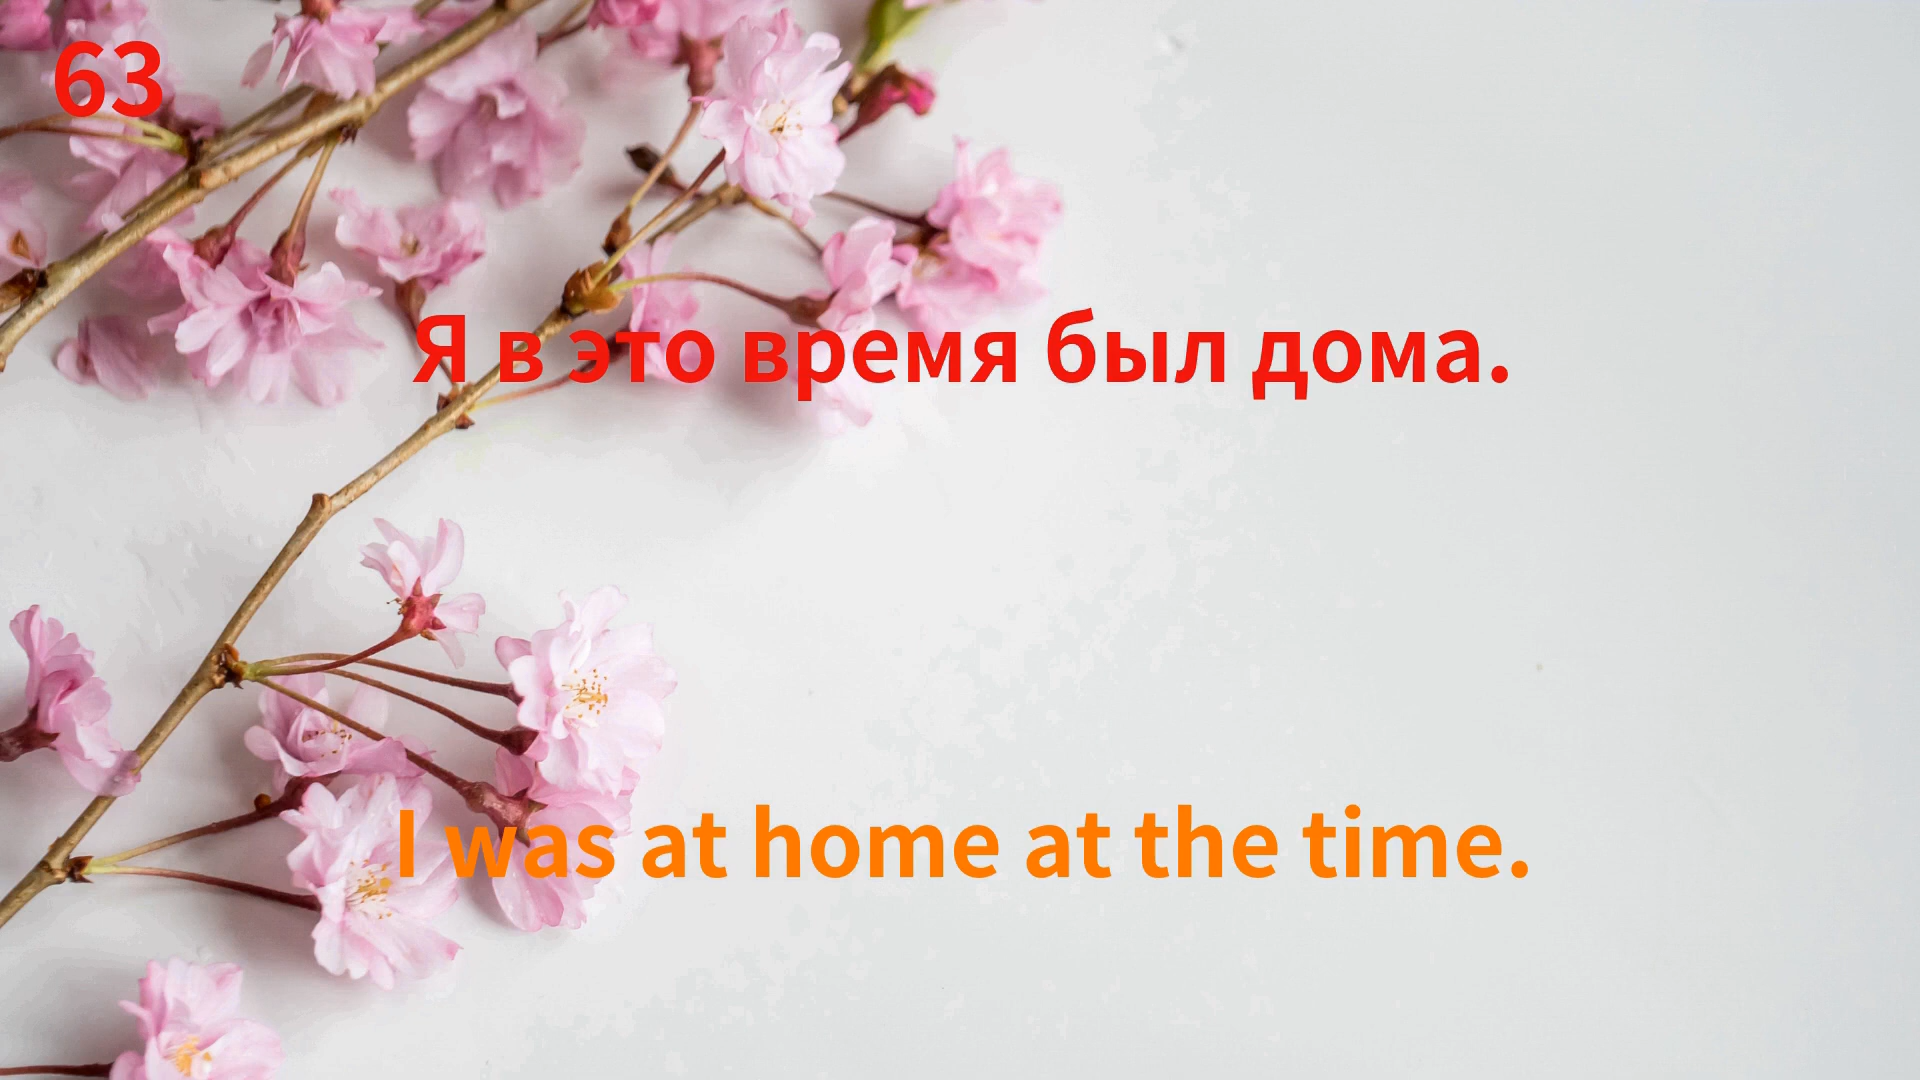 63
Я в это время был дома.
I was at home at the time.